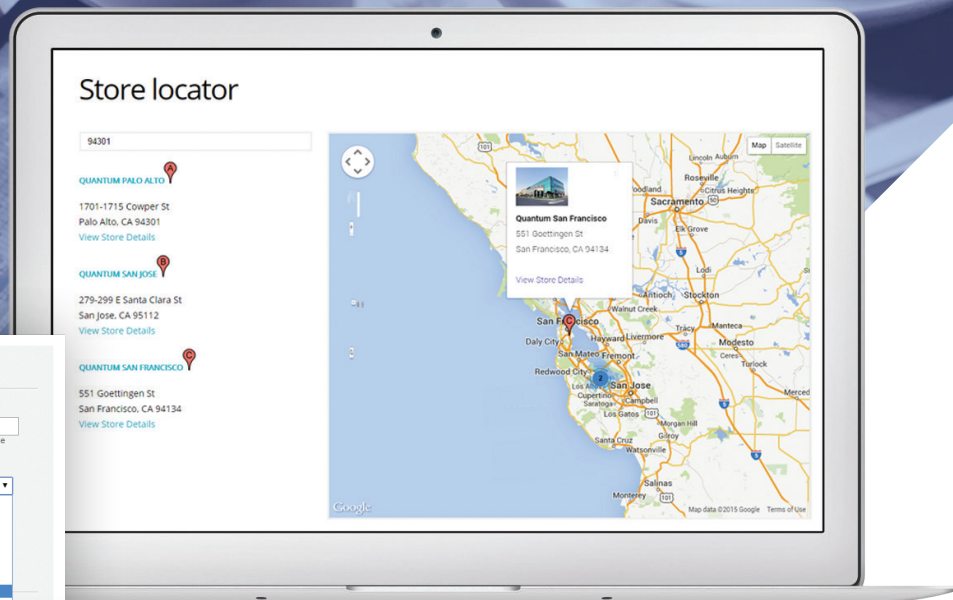 Store locator
94301
QUANTUM PALO ALTO A
1701-1715 Cowper St
Palo Alto, CA 94301
View Store Details
QUANTUM SAN JOSE B
279-299 E Santa Clara St
San Jose, CA 95112
View Store Details
QUANTUM SAN FRANCISCO C
551 Goettingen St
San Francisco, CA 94134
View Store Details
Map Satellite
Quantum San Francisco
551 Goettingen St
San Francisco, CA 94134
View Store Details
101
Lincoln Auburn
Roseville
Citrus Heights
Sacramento 50
Davis
Elk Grove
Lodi
Antioch Stockton
Walnut Creek
C
Daly City
Hayward Livermore
Tracy Manteca
Modesto
San Mateo Fremont
Ceres
Turlock
Redwood City
2
San Jose
Cupertino
Saratoga Campbell
Merced
Los Gatos 101
Morgan Hill
Gilroy
Santa Cruz
Watsonville
Salinas
Monterey 101
Google
Map data ©2015 Google Terms of Use